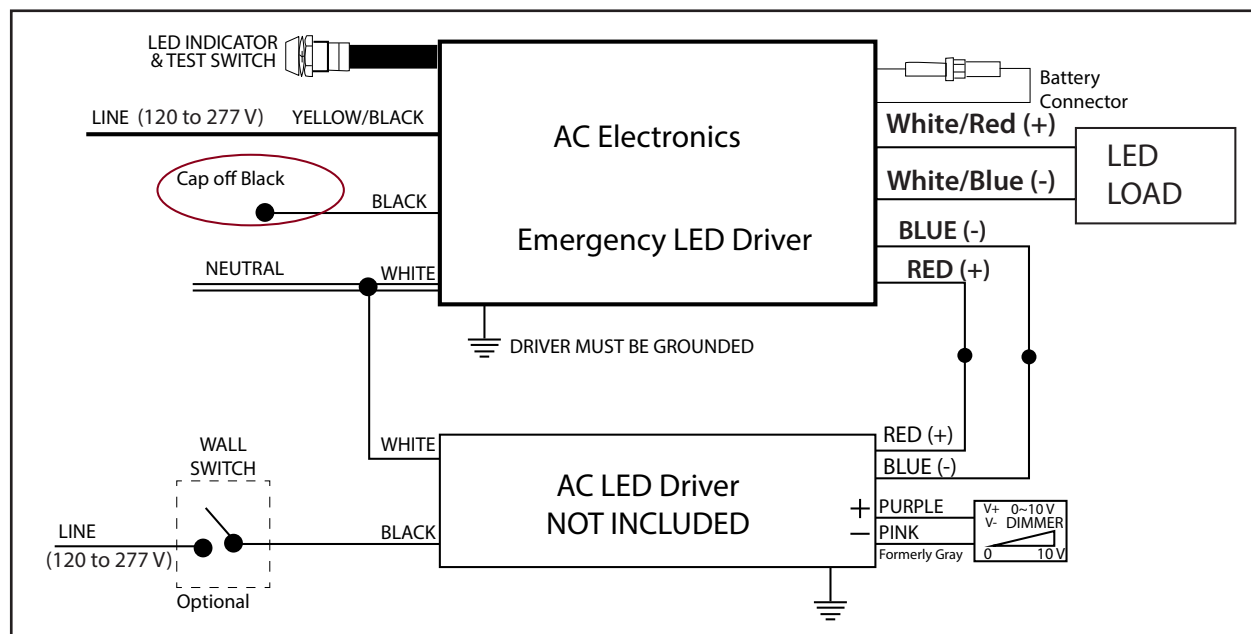 LED INDICATOR
& TEST SWITCH
Battery
Connector
LINE (120 to 277 V) YELLOW/BLACK
AC Electronics
White/Red (+)
LED
LOAD
Cap off Black
White/Blue (-)
BLACK
Emergency LED Driver
BLUE (-)
NEUTRAL
WHITE
RED (+)
DRIVER MUST BE GROUNDED
WALL
SWITCH
WHITE
RED (+)
BLUE (-)
AC LED Driver
NOT INCLUDED
+ PURPLE
V+ 0~10 V
V- DIMMER
LINE
BLACK
− PINK
(120 to 277 V)
Formerly Gray
0 10 V
Optional